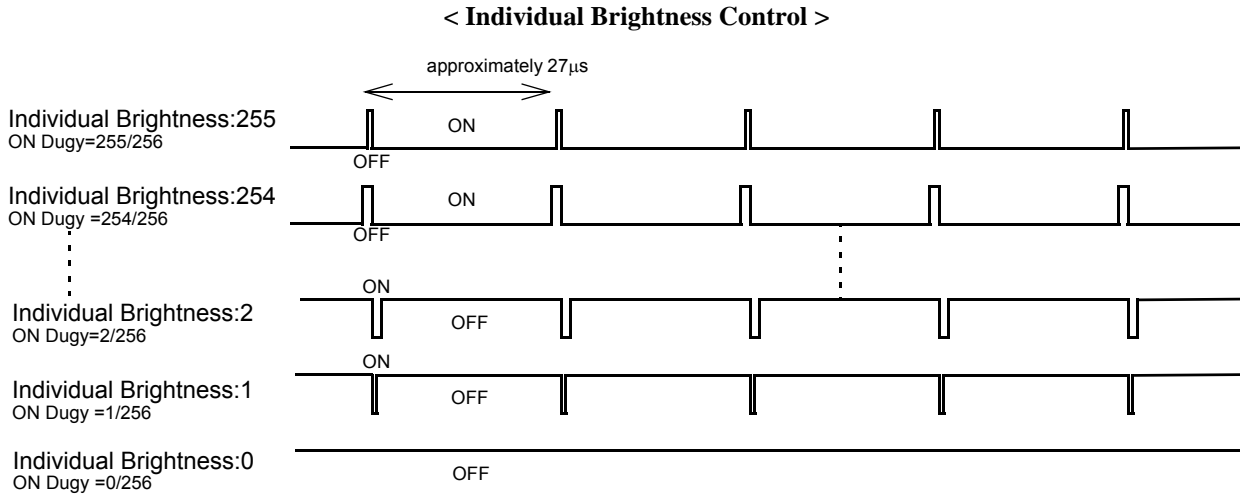 < Individual Brightness Control >
approximately 27µs
Individual Brightness:255
ON Dugy=255/256
ON
OFF
Individual Brightness:254
ON Dugy =254/256
ON
OFF
ON
Individual Brightness:2
ON Dugy=2/256
OFF
ON
Individual Brightness:1
ON Dugy =1/256
OFF
Individual Brightness:0
ON Dugy =0/256
OFF